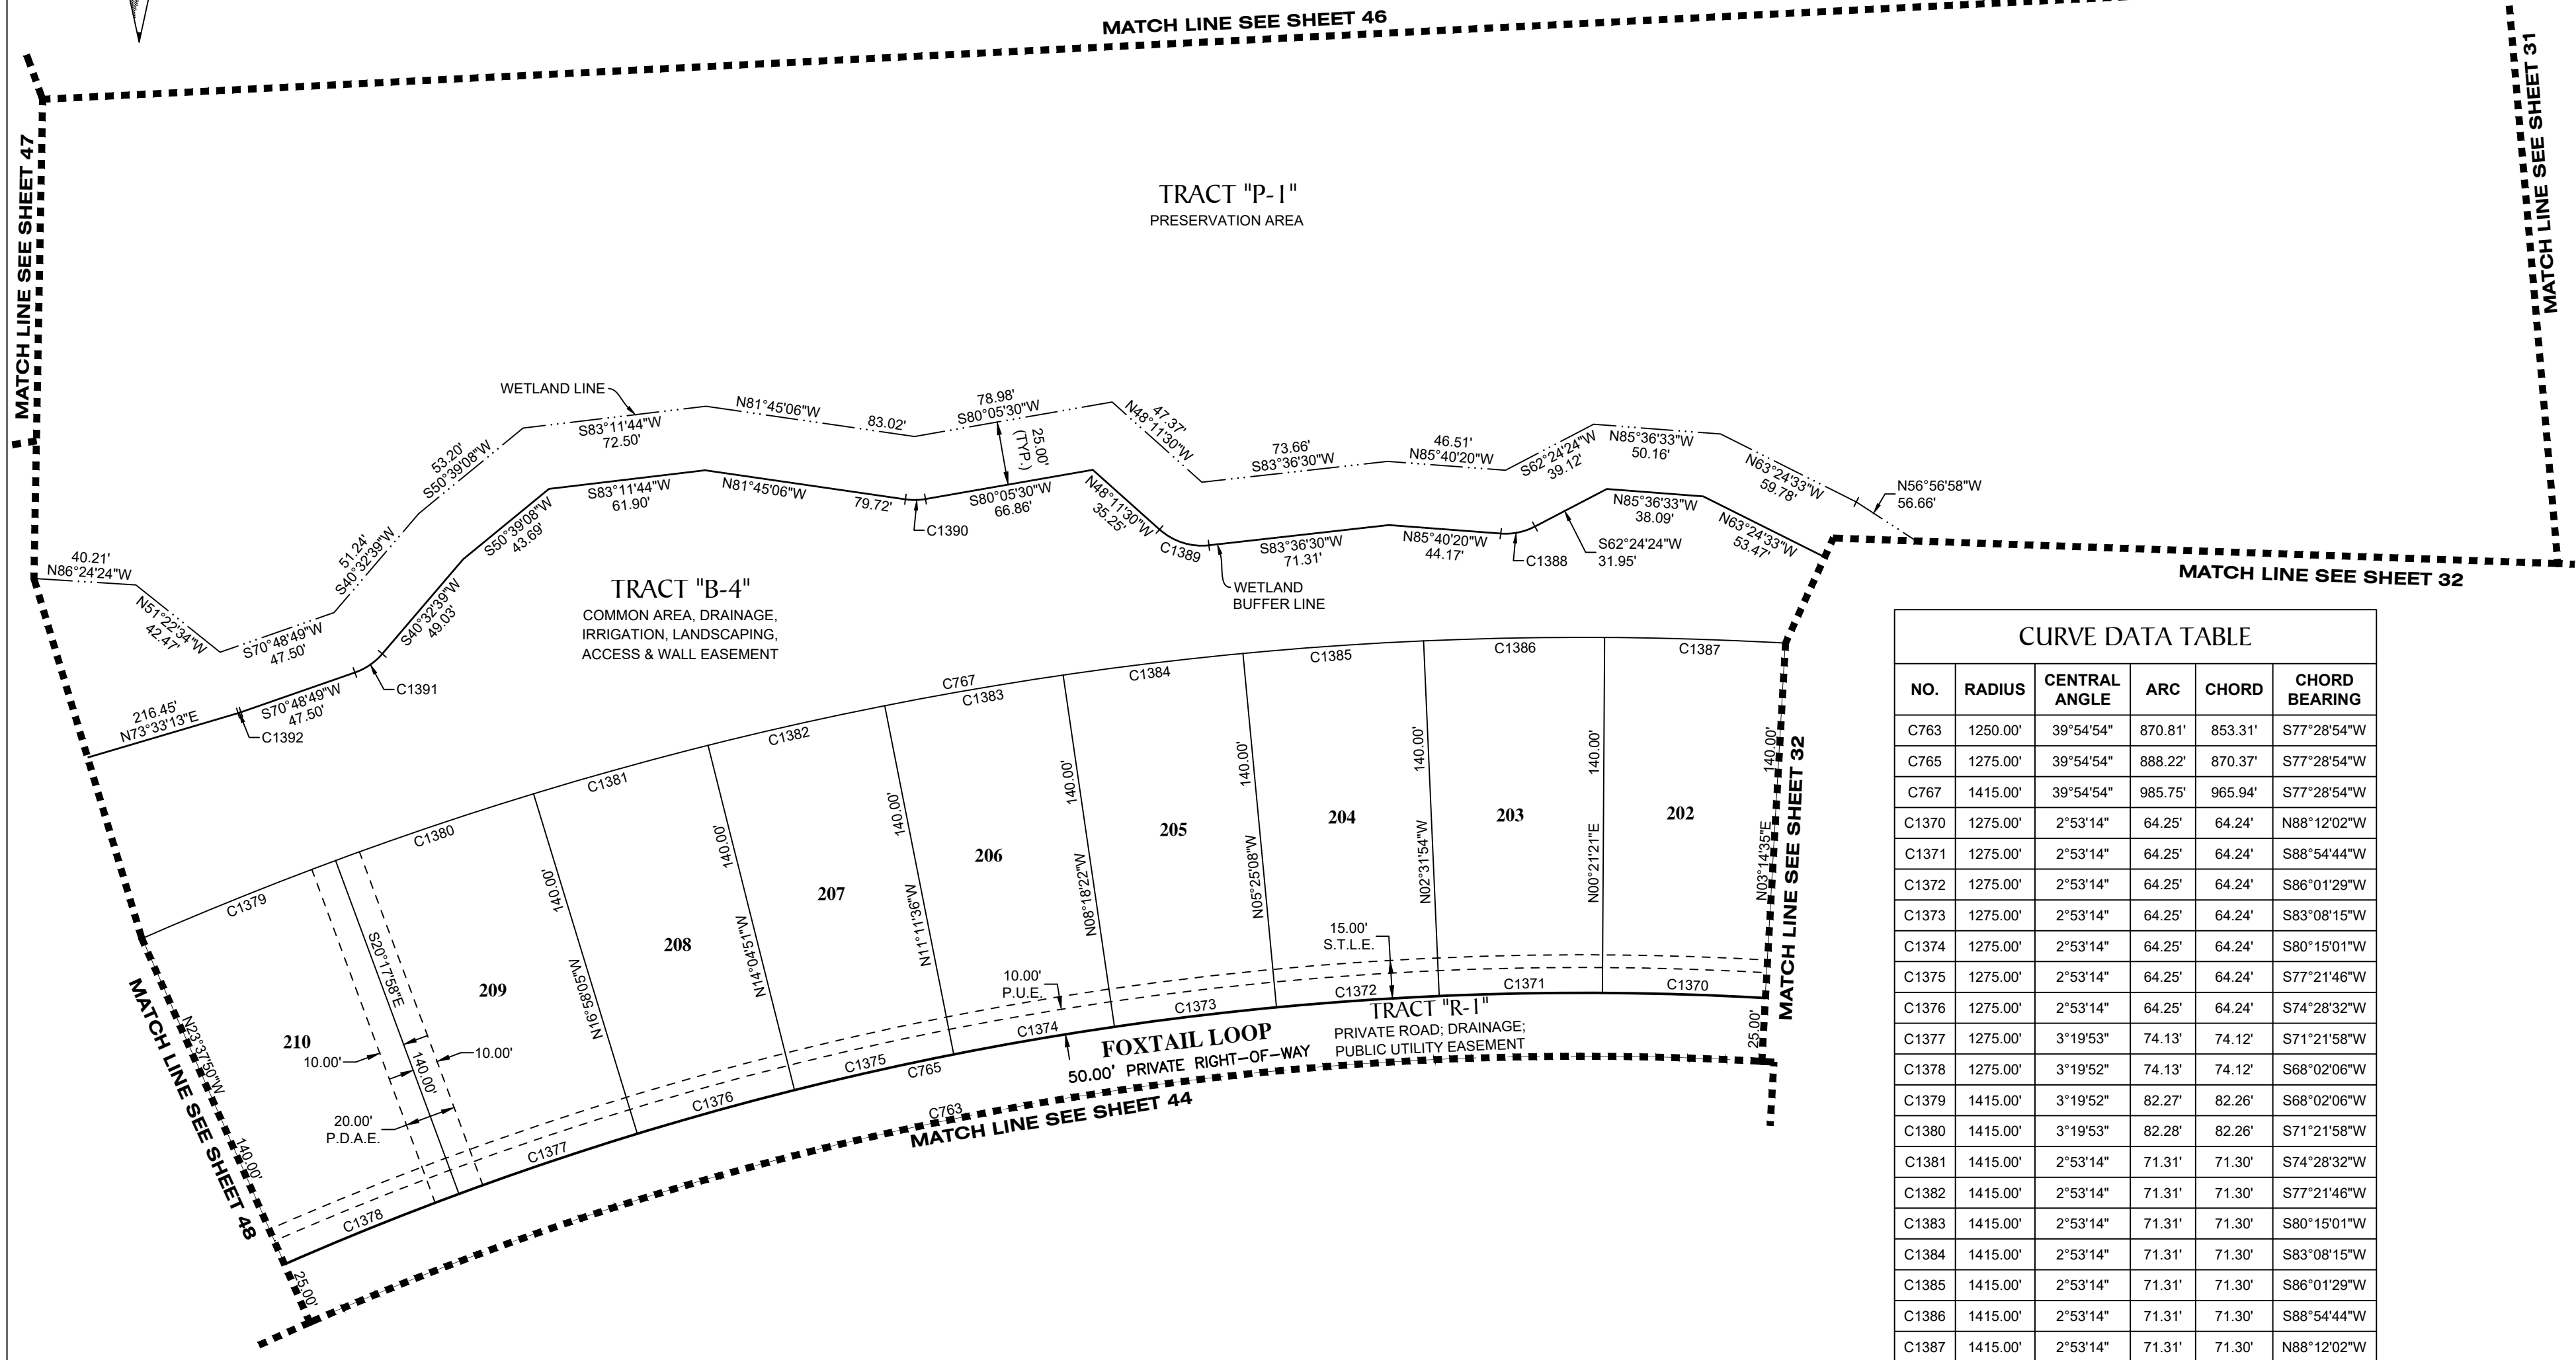 MATCH LINE SEE SHEET 46
MATCH LINE SEE SHEET 31
MATCH LINE SEE SHEET 31
MATCH LINE SEE SHEET 47
MATCH LINE SEE SHEET 47
TRACT "P-1"
PRESERVATION AREA
WETLAND LINE
40.21'
N86°24'24"W
N51°22'34"W
42.47'
S70°48'49"W
47.50'
51.24'
S40°32'39"W
53.20'
S50°39'08"W
S83°11'44"W
72.50'
N81°45'06"W
83.02'
78.98'
S80°05'30"W
25.00'
(TYP.)
47.37'
N48°11'30"W
73.66'
S83°36'30"W
46.51'
N85°40'20"W
S62°24'24"W
39.12'
N85°36'33"W
50.16'
N63°24'33"W
59.78'
N56°56'58"W
56.66'
216.45'
N73°33'13"E
C1392
S70°48'49"W
47.50'
C1391
S40°32'39"W
49.03'
S50°39'08"W
43.69'
S83°11'44"W
61.90'
N81°45'06"W
79.72'
C1390
S80°05'30"W
66.86'
N48°11'30"W
35.25'
C1389
WETLAND
BUFFER LINE
S83°36'30"W
71.31'
N85°40'20"W
44.17'
C1388
S62°24'24"W
31.95'
N85°36'33"W
38.09'
N63°24'33"W
53.47'
MATCH LINE SEE SHEET 32
TRACT "B-4"
COMMON AREA, DRAINAGE,
IRRIGATION, LANDSCAPING,
ACCESS & WALL EASEMENT
C1379
C1380
C1381
C1382
C767
C1383
C1384
C1385
C1386
C1387
210
209
208
207
206
205
204
203
202
N23°37'50"W
140.00'
S20°17'58"E
140.00'
N16°58'05"W
140.00'
N14°04'51"W
140.00'
N11°11'36"W
140.00'
N08°18'22"W
140.00'
N05°25'08"W
140.00'
N02°31'54"W
140.00'
N00°21'21"E
140.00'
N03°14'35"E
140.00'
MATCH LINE SEE SHEET 32
10.00'
10.00'
20.00'
P.D.A.E.
10.00'
P.U.E.
15.00'
S.T.L.E.
C1378
C1377
C1376
C1375
C765
C1374
C1373
C1372
C1371
C1370
FOXTAIL LOOP
50.00' PRIVATE RIGHT-OF-WAY
TRACT "R-1"
PRIVATE ROAD; DRAINAGE;
PUBLIC UTILITY EASEMENT
25.00'
25.00'
C763
MATCH LINE SEE SHEET 44
MATCH LINE SEE SHEET 48
CURVE DATA TABLE
NO. RADIUS CENTRAL ANGLE ARC CHORD CHORD BEARING
C763 1250.00' 39°54'54" 870.81' 853.31' S77°28'54"W
C765 1275.00' 39°54'54" 888.22' 870.37' S77°28'54"W
C767 1415.00' 39°54'54" 985.75' 965.94' S77°28'54"W
C1370 1275.00' 2°53'14" 64.25' 64.24' N88°12'02"W
C1371 1275.00' 2°53'14" 64.25' 64.24' S88°54'44"W
C1372 1275.00' 2°53'14" 64.25' 64.24' S86°01'29"W
C1373 1275.00' 2°53'14" 64.25' 64.24' S83°08'15"W
C1374 1275.00' 2°53'14" 64.25' 64.24' S80°15'01"W
C1375 1275.00' 2°53'14" 64.25' 64.24' S77°21'46"W
C1376 1275.00' 2°53'14" 64.25' 64.24' S74°28'32"W
C1377 1275.00' 3°19'53" 74.13' 74.12' S71°21'58"W
C1378 1275.00' 3°19'52" 74.13' 74.12' S68°02'06"W
C1379 1415.00' 3°19'52" 82.27' 82.26' S68°02'06"W
C1380 1415.00' 3°19'53" 82.28' 82.26' S71°21'58"W
C1381 1415.00' 2°53'14" 71.31' 71.30' S74°28'32"W
C1382 1415.00' 2°53'14" 71.31' 71.30' S77°21'46"W
C1383 1415.00' 2°53'14" 71.31' 71.30' S80°15'01"W
C1384 1415.00' 2°53'14" 71.31' 71.30' S83°08'15"W
C1385 1415.00' 2°53'14" 71.31' 71.30' S86°01'29"W
C1386 1415.00' 2°53'14" 71.31' 71.30' S88°54'44"W
C1387 1415.00' 2°53'14" 71.31' 71.30' N88°12'02"W